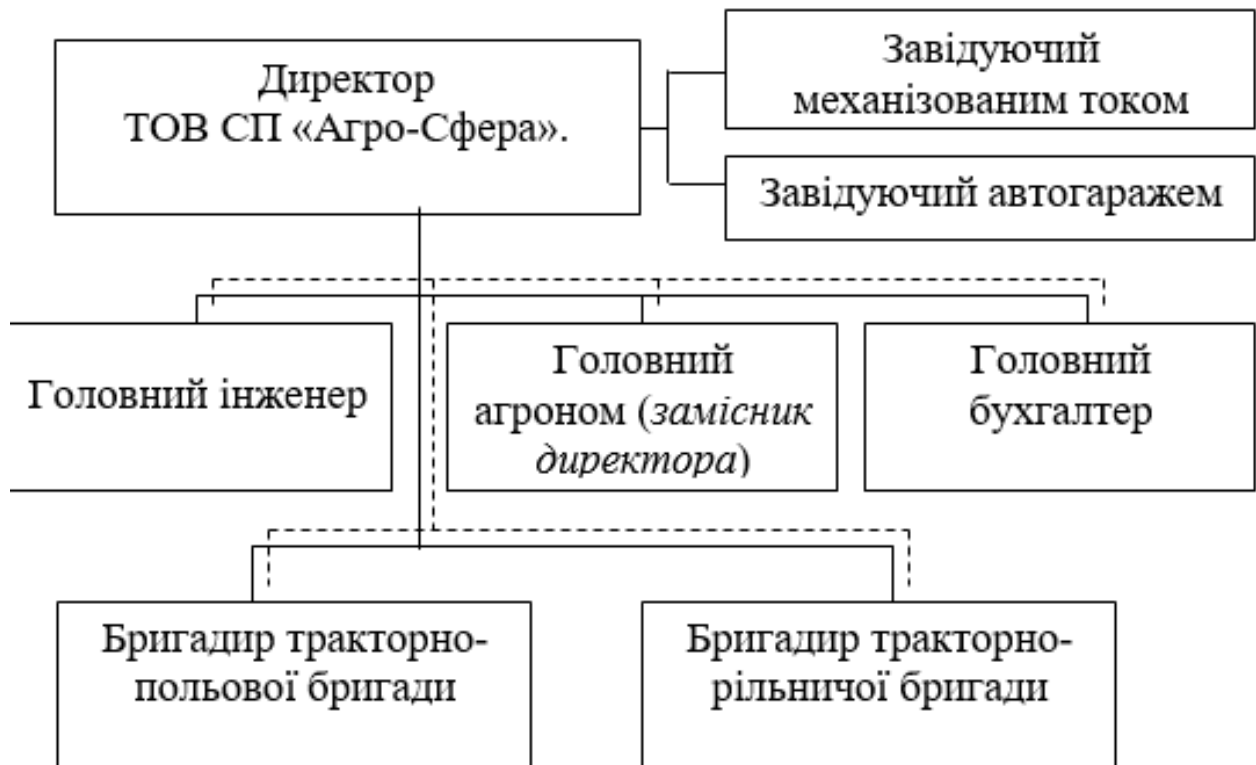 Директор
ТОВ СП «Агро-Сфера».
Завідуючий
механізованим током
Завідуючий автогаражем
Головний інженер
Головний
агроном (замісник
директора)
Головний
бухгалтер
Бригадир тракторно-
польової бригади
Бригадир тракторно-
рільничої бригади